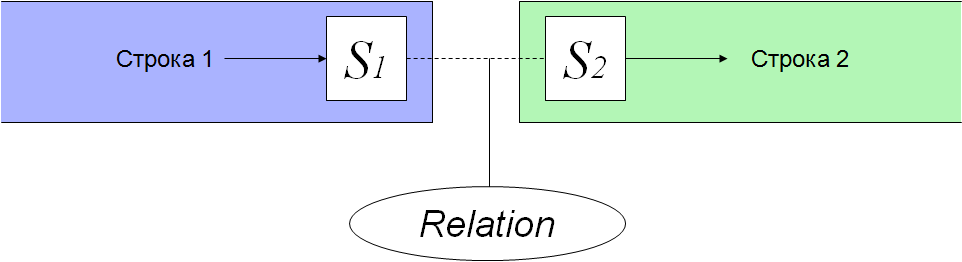 Строка 1
S1
S2
Строка 2
Relation